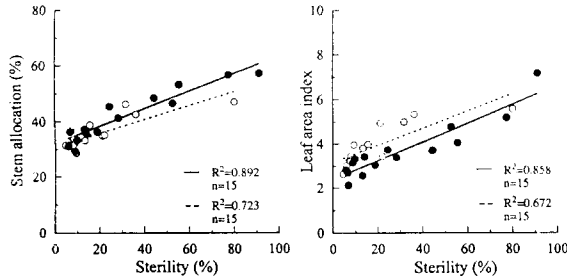 Stem allocation (%)
80
60
40
20
0
R²=0.892
n=15
R²=0.723
n=15
0 20 40 60 80 100
Sterility (%)
Leaf area index
10
8
6
4
2
0
R²=0.858
n=15
R²=0.672
n=15
0 20 40 60 80 100
Sterility (%)